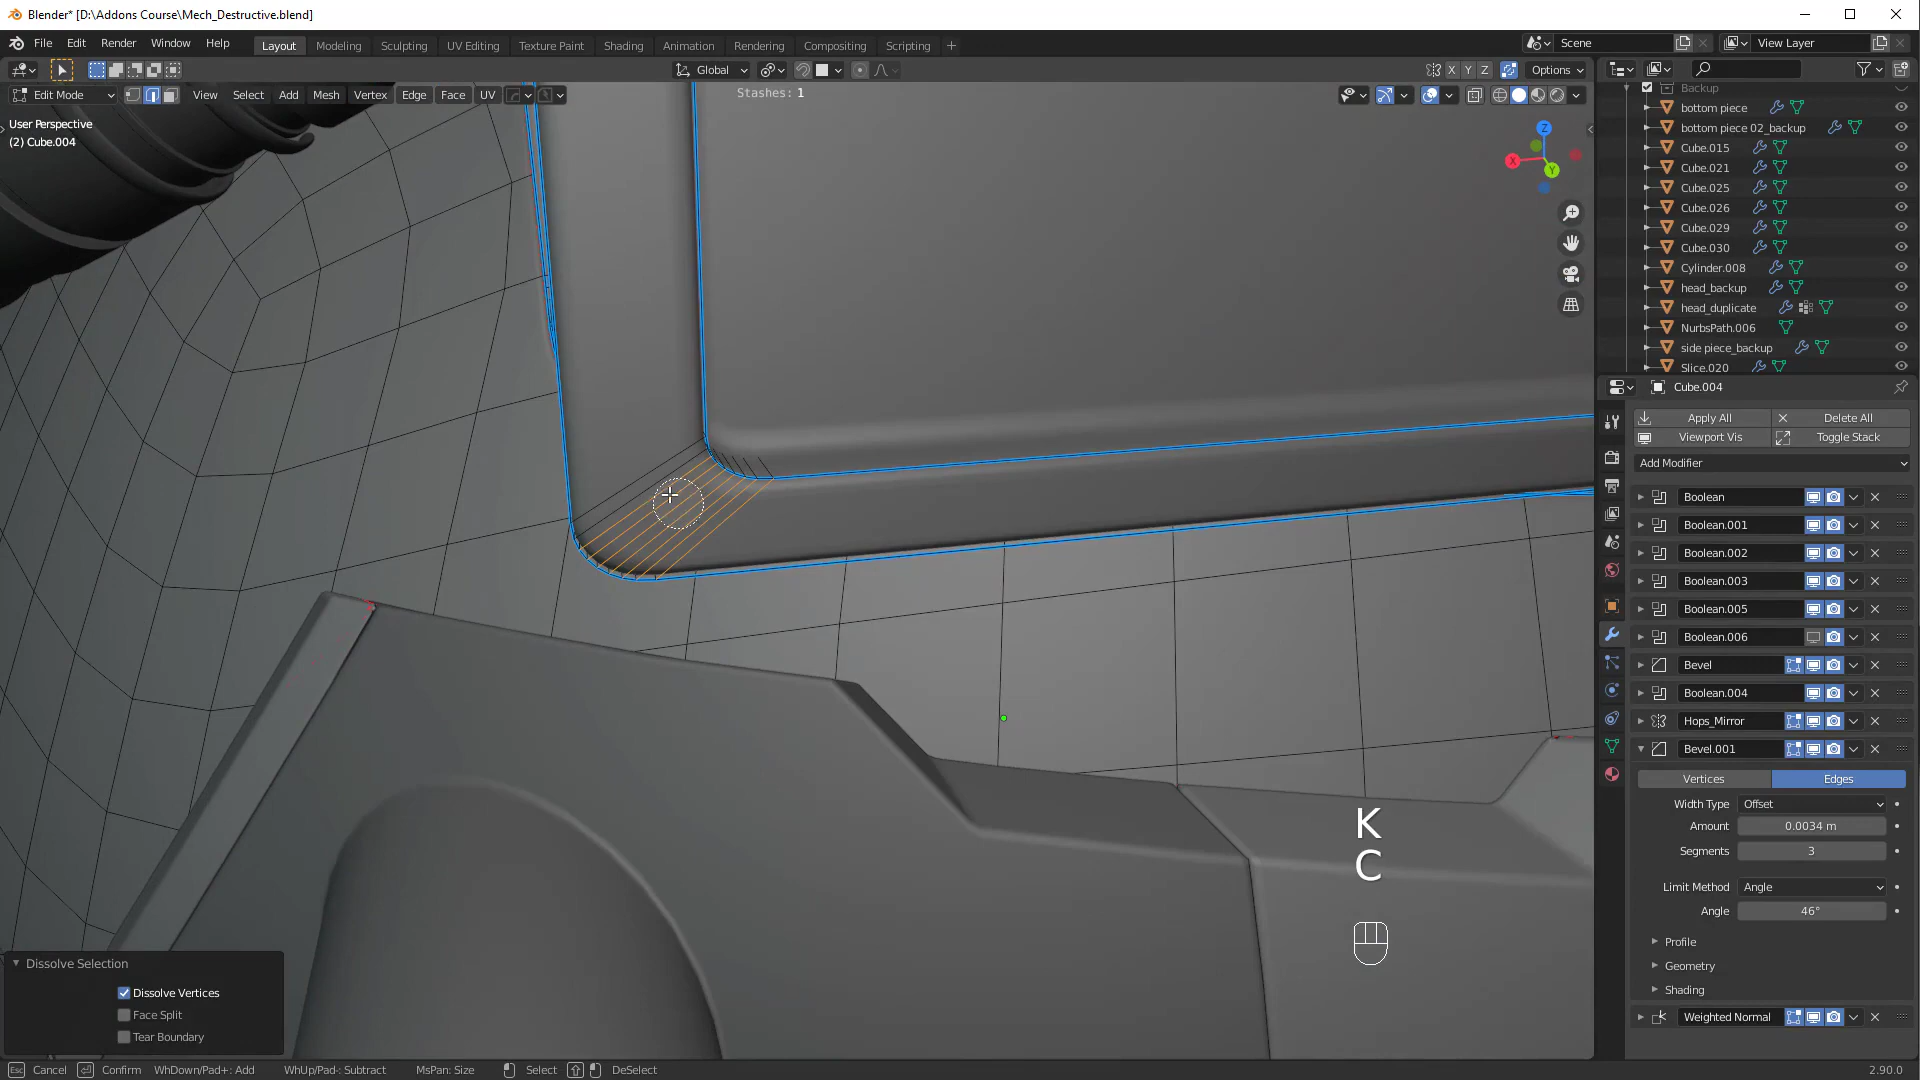 Blender* [D:\Addons Course\Mech_Destructive.blend]
File Edit Render Window Help
Layout Modeling Sculpting UV Editing Texture Paint Shading Animation Rendering Compositing Scripting +
Scene
View Layer
Global
X Y Z
Options
Edit Mode
View Select Add Mesh Vertex Edge Face UV
Stashes: 1
User Perspective
(2) Cube.004
Z
X
Y
Backup
bottom piece
bottom piece 02_backup
Cube.015
Cube.021
Cube.025
Cube.026
Cube.029
Cube.030
Cylinder.008
head_backup
head_duplicate
NurbsPath.006
side piece_backup
Slice.020
Cube.004
Apply All Delete All
Viewport Vis Toggle Stack
Add Modifier
Boolean
Boolean.001
Boolean.002
Boolean.003
Boolean.005
Boolean.006
Bevel
Boolean.004
Hops_Mirror
Bevel.001
Vertices Edges
Width Type Offset
Amount 0.0034 m
Segments 3
Limit Method Angle
Angle 46°
Profile
Geometry
Shading
Weighted Normal
K
C
Dissolve Selection
Dissolve Vertices
Face Split
Tear Boundary
Esc Cancel Confirm WhDown/Pad+: Add WhUp/Pad-: Subtract MsPan: Size Select DeSelect
2.90.0